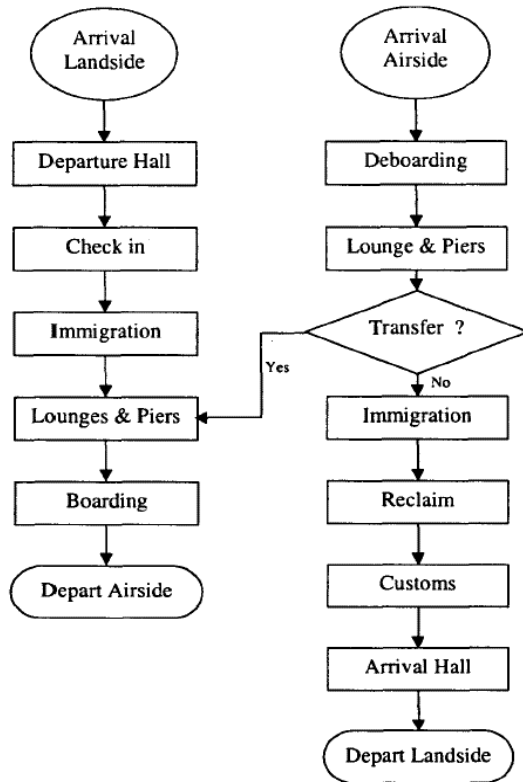 Arrival
Landside
Departure Hall
Check in
Immigration
Lounges & Piers
Boarding
Depart Airside
Arrival
Airside
Deboarding
Lounge & Piers
Transfer ?
Yes
No
Immigration
Reclaim
Customs
Arrival Hall
Depart Landside